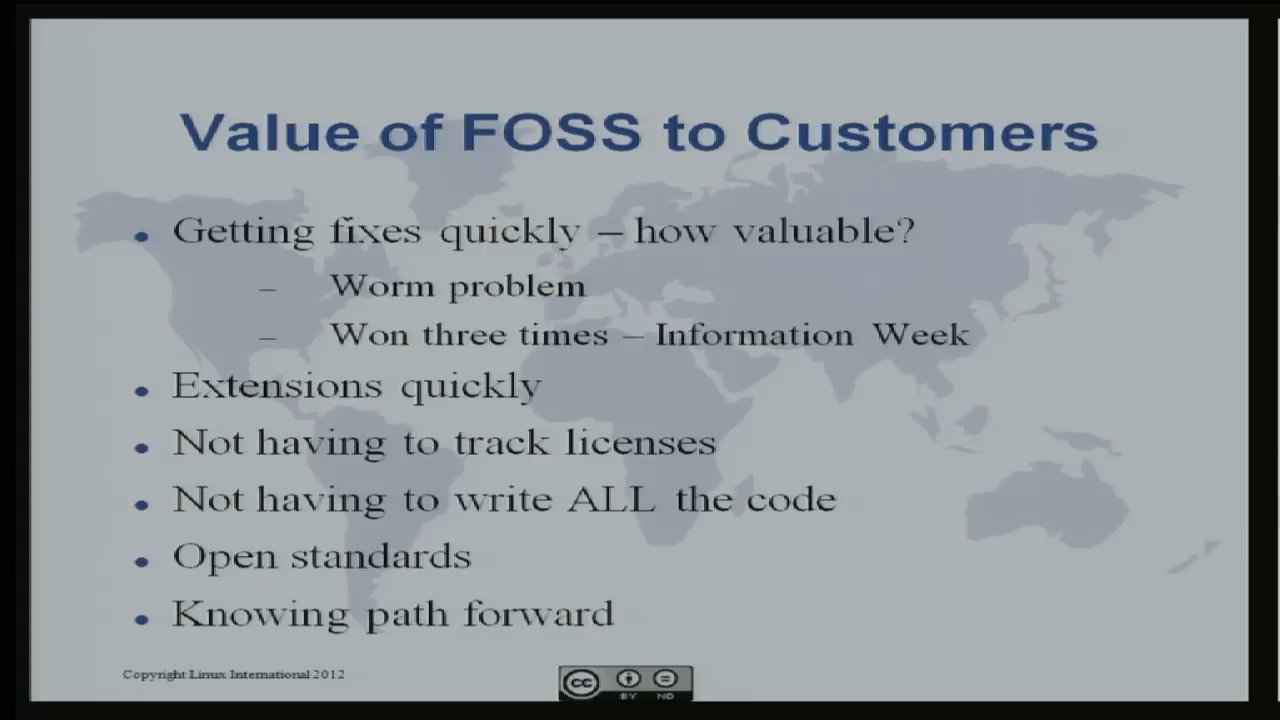 Value of FOSS to Customers
• Getting fixes quickly – how valuable?
– Worm problem
– Won three times – Information Week
• Extensions quickly
• Not having to track licenses
• Not having to write ALL the code
• Open standards
• Knowing path forward
Copyright Linux International 2012
cc BY ND